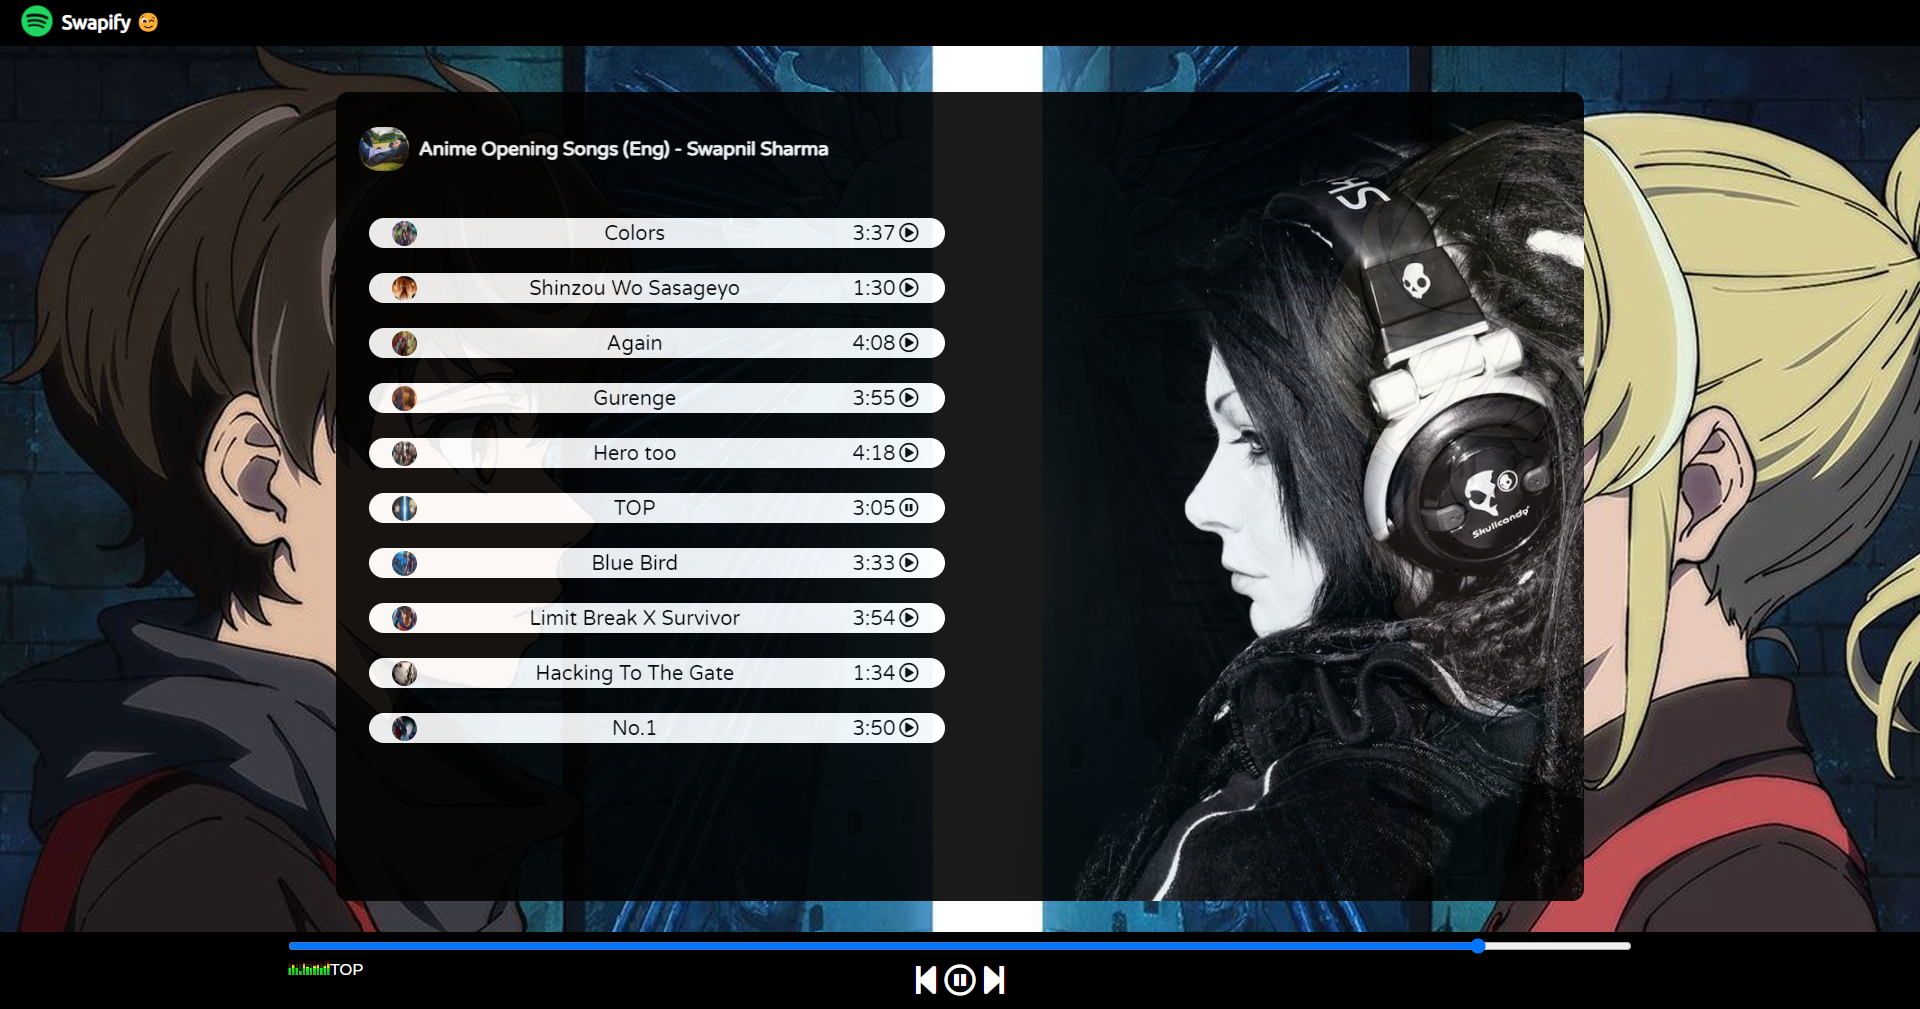 Swapify 😊
Anime Opening Songs (Eng) - Swapnil Sharma
Colors 3:37
Shinzou Wo Sasageyo 1:30
Again 4:08
Gurenge 3:55
Hero too 4:18
TOP 3:05
Blue Bird 3:33
Limit Break X Survivor 3:54
Hacking To The Gate 1:34
No.1 3:50
Skullcandy
TOP